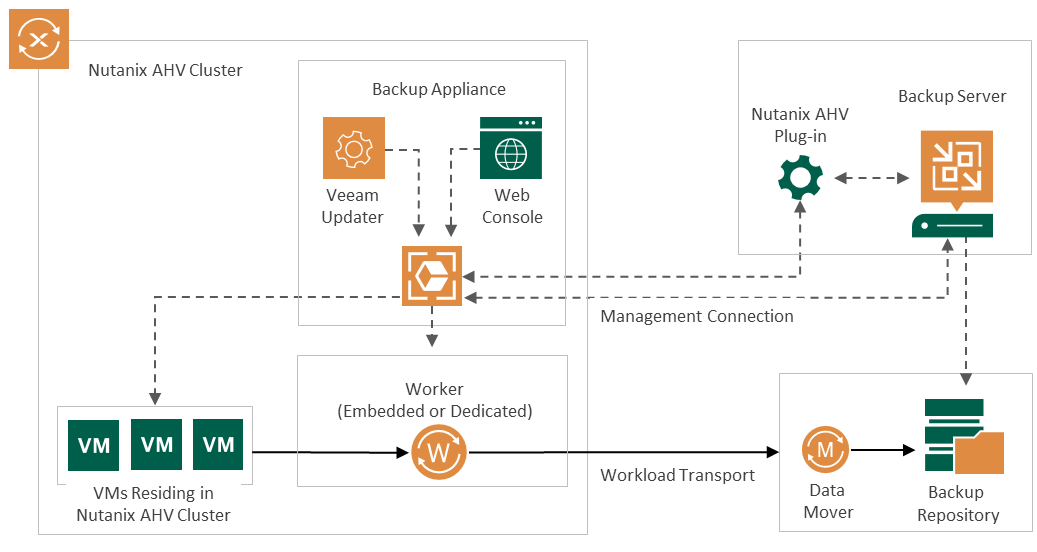 Nutanix AHV Cluster
Backup Appliance
Veeam
Updater
Web
Console
Nutanix AHV
Plug-in
Backup Server
Management Connection
Worker
(Embedded or Dedicated)
W
VM
VM
VM
VMs Residing in
Nutanix AHV Cluster
Workload Transport
M
Data
Mover
Backup
Repository